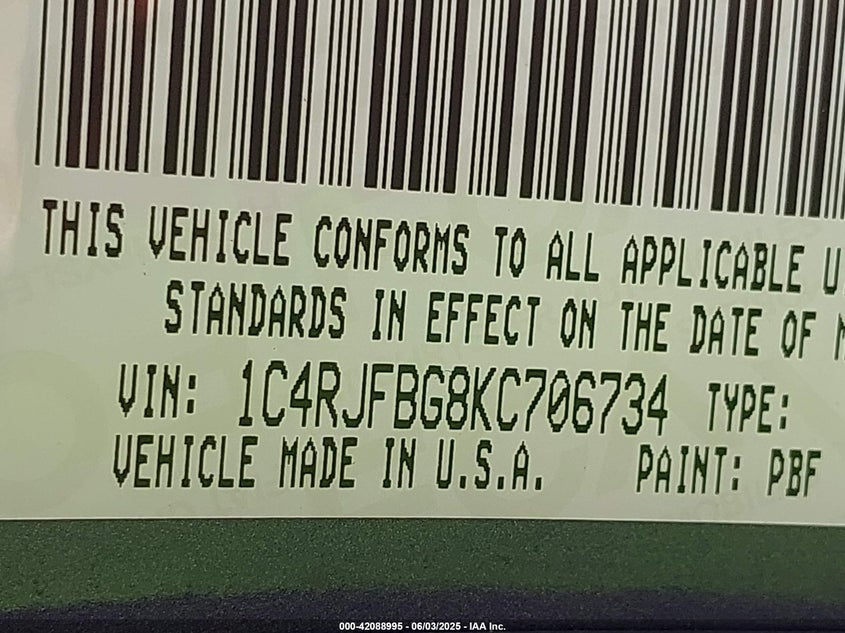 THIS VEHICLE CONFORMS TO ALL APPLICABLE U
STANDARDS IN EFFECT ON THE DATE OF M
VIN: 1C4RJFBG8KC706734 TYPE:
VEHICLE MADE IN U.S.A. PAINT: PBF
000-42088995 - 06/03/2025 - IAA Inc.